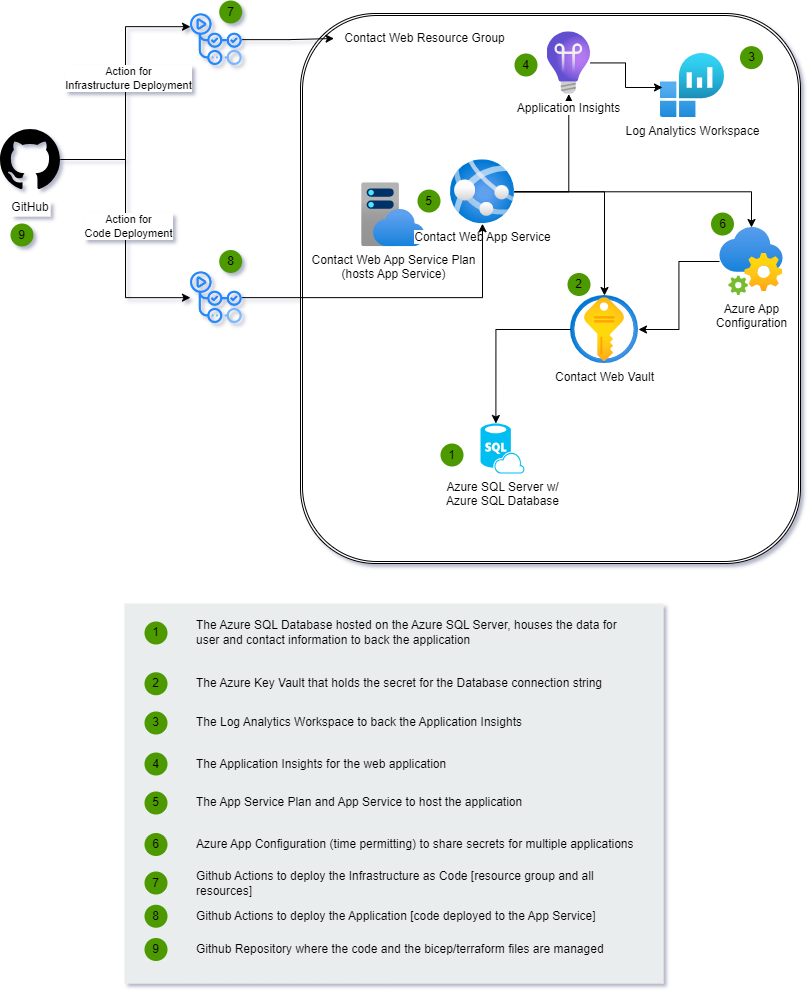 7
Contact Web Resource Group
4
3
Action for
Infrastructure Deployment
Application Insights
Log Analytics Workspace
GitHub
9
5
Action for
Code Deployment
Contact Web App Service
6
Contact Web App Service Plan
(hosts App Service)
8
2
Azure App
Configuration
Contact Web Vault
SQL
1
Azure SQL Server w/
Azure SQL Database
1
The Azure SQL Database hosted on the Azure SQL Server, houses the data for
user and contact information to back the application
2
The Azure Key Vault that holds the secret for the Database connection string
3
The Log Analytics Workspace to back the Application Insights
4
The Application Insights for the web application
5
The App Service Plan and App Service to host the application
6
Azure App Configuration (time permitting) to share secrets for multiple applications
7
Github Actions to deploy the Infrastructure as Code [resource group and all
resources]
8
Github Actions to deploy the Application [code deployed to the App Service]
9
Github Repository where the code and the bicep/terraform files are managed